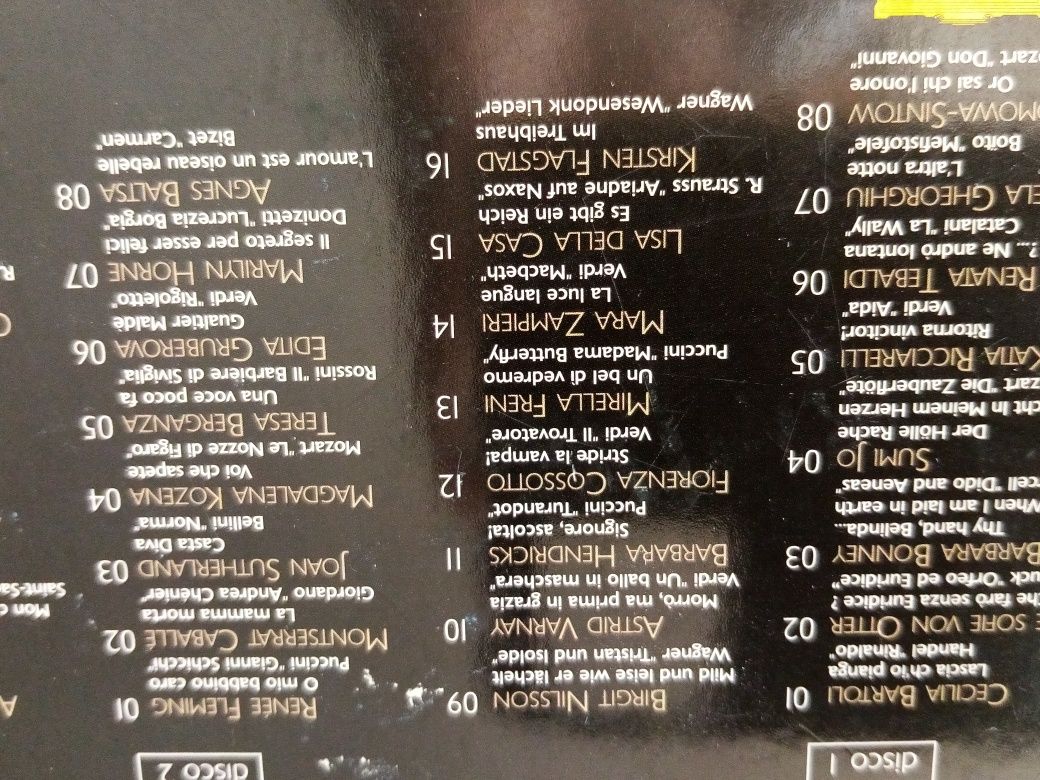 disco 1
01 CECILIA BARTOLI
Lascia ch'io pianga
Handel "Rinaldo"
02 E SOFIE VON OTTER
che farò senza Euridice ?
uck "Orfeo ed Euridice"
03 BARBARA BONNEY
Thy hand, Belinda...
When I am laid in earth
rcell "Dido and Aeneas"
04 SUMI JO
Der Hölle Rache
cht In Meinem Herzen
zart "Die Zauberflöte"
05 KATIA RICCIARELLI
Ritorna vincitor!
Verdi "Aida"
06 RENATA TEBALDI
?... Ne andrò lontana
Catalani "La Wally"
07 ELA GHEORGHIU
L'altra notte
Boito "Mefistofele"
08 OMOWA-SINTOW
Or sai chi l'onore
ozart "Don Giovanni"
09 BIRGIT NILSSON
Mild und leise wie er lächelt
Wagner "Tristan und Isolde"
10 ASTRID VARNAY
Morrò, ma prima in grazia
Verdi "Un ballo in maschera"
11 BARBARA HENDRICKS
Signore, ascolta!
Puccini "Turandot"
12 FIORENZA COSSOTTO
Stride la vampa!
Verdi "Il Trovatore"
13 MIRELLA FRENI
Un bel dì vedremo
Puccini "Madama Butterfly"
14 MARA ZAMPIERI
La luce langue
Verdi "Macbeth"
15 LISA DELLA CASA
Es gibt ein Reich
R. Strauss "Ariadne auf Naxos"
16 KIRSTEN FLAGSTAD
Im Treibhaus
Wagner "Wesendonk Lieder"
disco 2
01 RENÉE FLEMING
O mio babbino caro
Puccini "Gianni Schicchi"
02 MONTSERRAT CABALLÉ
La mamma morta
Giordano "Andrea Chénier"
03 JOAN SUTHERLAND
Casta Diva
Bellini "Norma"
04 MAGDALENA KOZENA
Voi che sapete
Mozart "Le Nozze di Figaro"
05 TERESA BERGANZA
Una voce poco fa
Rossini "Il Barbiere di Siviglia"
06 EDITA GRUBEROVA
Gualtier Maldè
Verdi "Rigoletto"
07 MARILYN HORNE
Il segreto per esser felici
Donizetti "Lucrezia Borgia"
08 AGNES BALTSA
L'amour est un oiseau rebelle
Bizet "Carmen"
A
Mon
Saint-Sa
R.